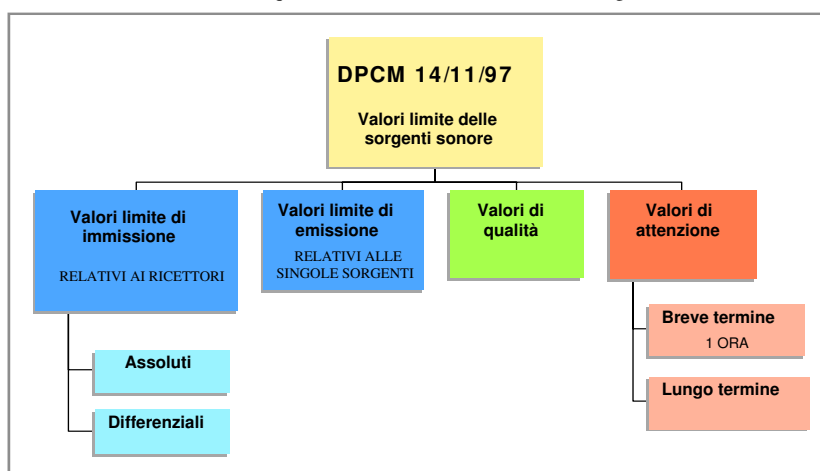 DPCM 14/11/97
Valori limite delle
sorgenti sonore
Valori limite di
immissione
RELATIVI AI RICETTORI
Valori limite di
emissione
RELATIVI ALLE
SINGOLE SORGENTI
Valori di
qualità
Valori di
attenzione
Assoluti
Differenziali
Breve termine
1 ORA
Lungo termine